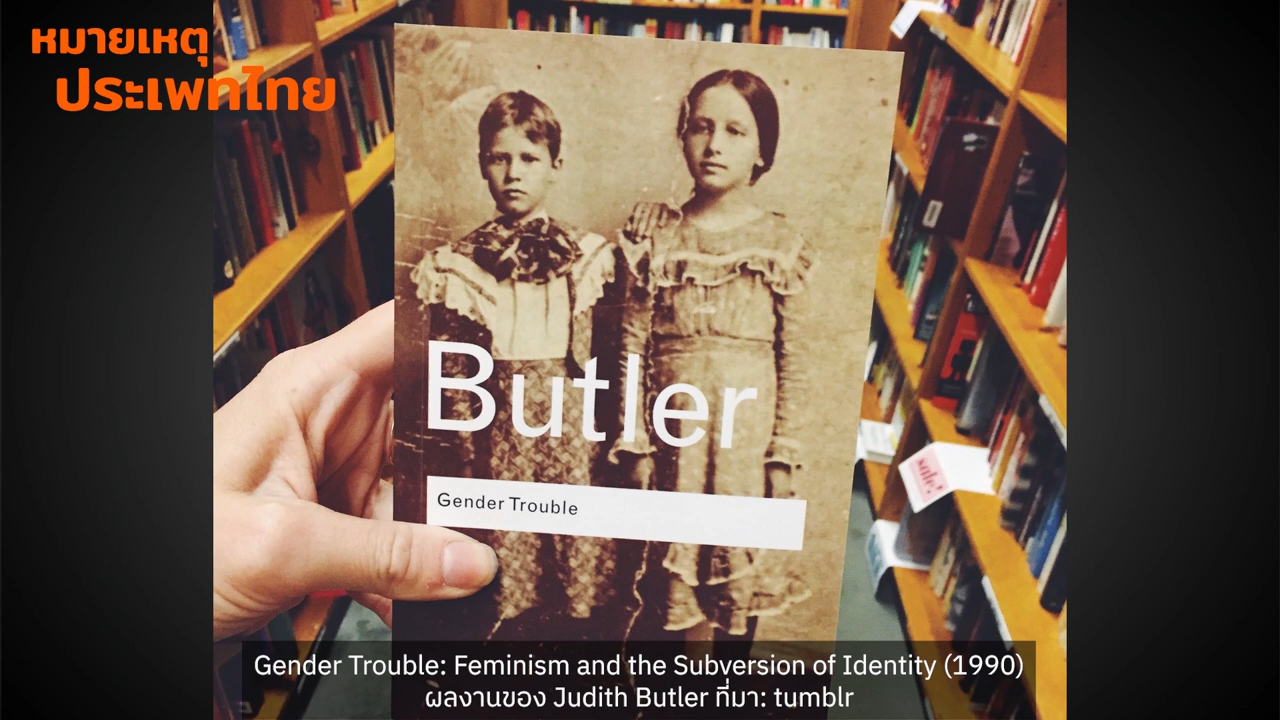 หมายเหตุ
ประเพทไทย
Butler
Gender Trouble
sale!
Gender Trouble: Feminism and the Subversion of Identity (1990)
ผลงานของ Judith Butler ที่มา: tumblr